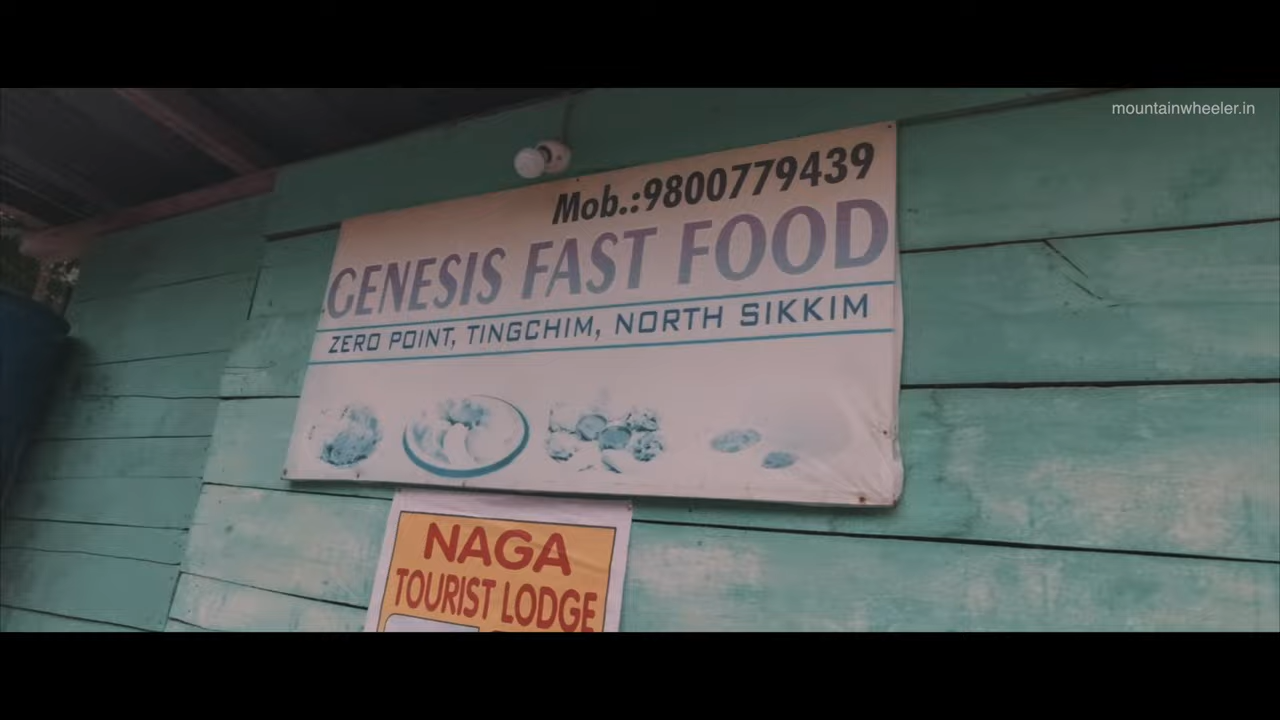 mountainwheeler.in
Mob.:9800779439
GENESIS FAST FOOD
ZERO POINT, TINGCHIM, NORTH SIKKIM
NAGA
TOURIST LODGE